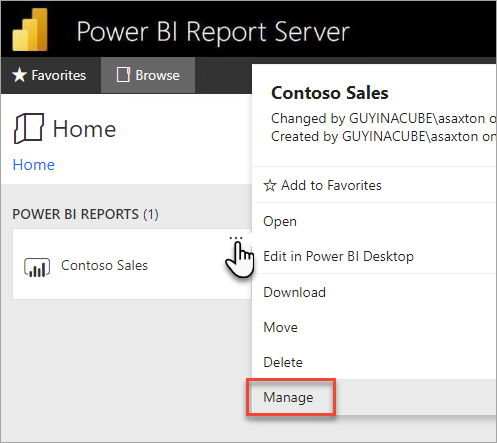 Power BI Report Server
★ Favorites
Browse
Contoso Sales
Changed by GUYINACUBE\asaxton o
Created by GUYINACUBE\asaxton on
Home
Home
☆ Add to Favorites
POWER BI REPORTS (1)
...
Contoso Sales
Open
Edit in Power BI Desktop
Download
Move
Delete
Manage